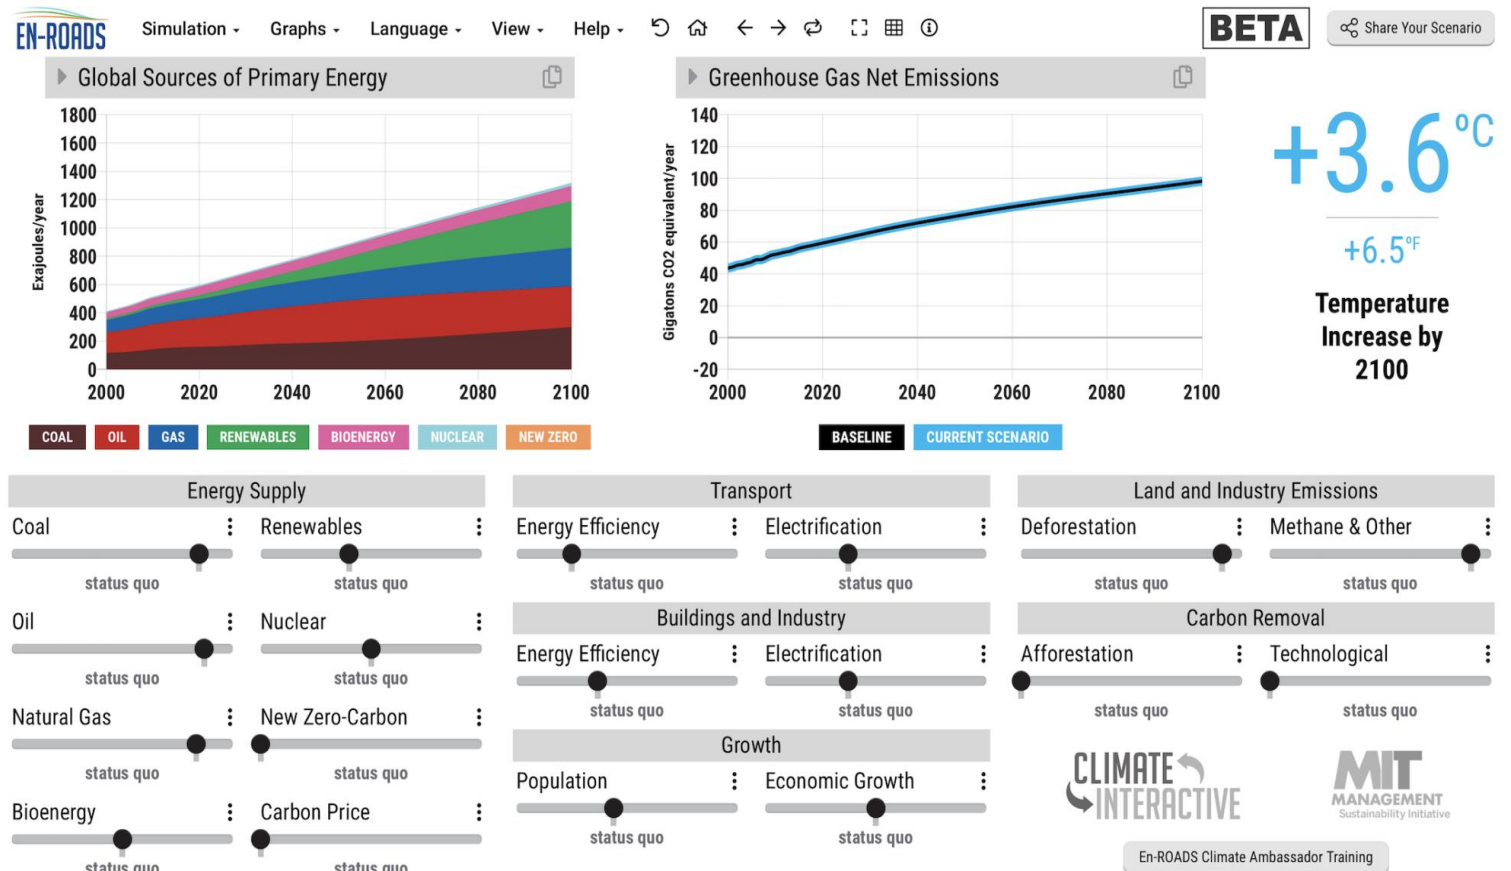 EN-ROADS
Simulation
Graphs
Language
View
Help
BETA
Share Your Scenario
Global Sources of Primary Energy
Exajoules/year
1800
1600
1400
1200
1000
800
600
400
200
0
2000 2020 2040 2060 2080 2100
COAL OIL GAS RENEWABLES BIOENERGY NUCLEAR NEW ZERO
Greenhouse Gas Net Emissions
Gigatons CO2 equivalent/year
140
120
100
80
60
40
20
0
-20
2000 2020 2040 2060 2080 2100
BASELINE CURRENT SCENARIO
+3.6 °C
+6.5 °F
Temperature
Increase by
2100
Energy Supply
Coal
status quo
Renewables
status quo
Oil
status quo
Nuclear
status quo
Natural Gas
status quo
New Zero-Carbon
status quo
Bioenergy
status quo
Carbon Price
status quo
Transport
Energy Efficiency
status quo
Electrification
status quo
Buildings and Industry
Energy Efficiency
status quo
Electrification
status quo
Growth
Population
status quo
Economic Growth
status quo
Land and Industry Emissions
Deforestation
status quo
Methane & Other
status quo
Carbon Removal
Afforestation
status quo
Technological
status quo
CLIMATE
INTERACTIVE
MIT
MANAGEMENT
Sustainability Initiative
En-ROADS Climate Ambassador Training